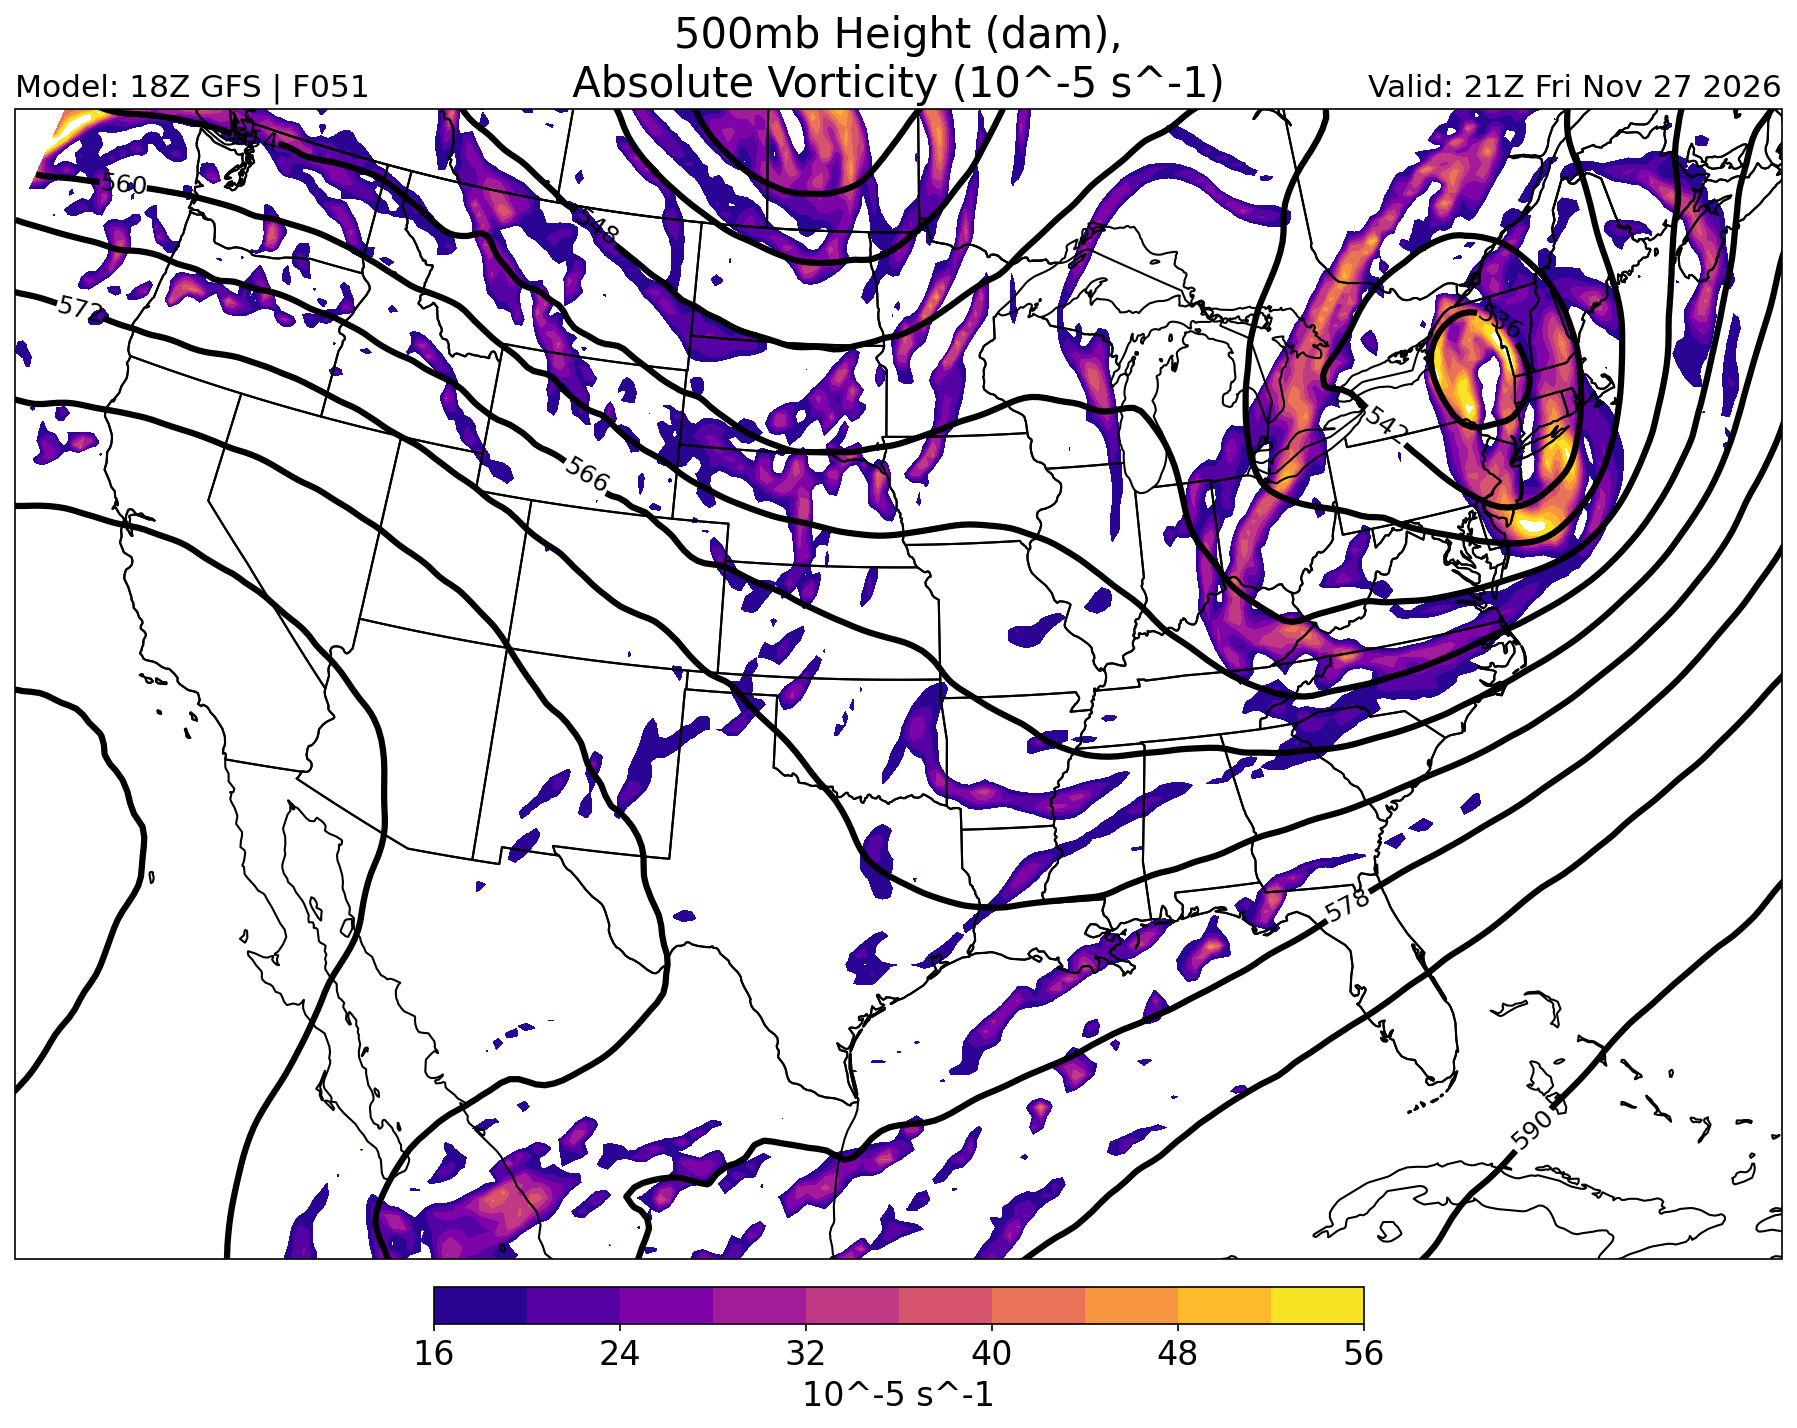 500mb Height (dam),
Absolute Vorticity (10^-5 s^-1)
Model: 18Z GFS | F051
Valid: 21Z Fri Nov 27 2026
560
548
572
536
542
566
578
590
16 24 32 40 48 56
10^-5 s^-1